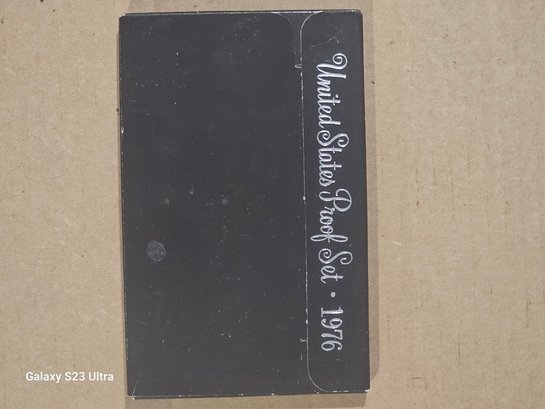 United States Proof Set • 1976
Galaxy S23 Ultra